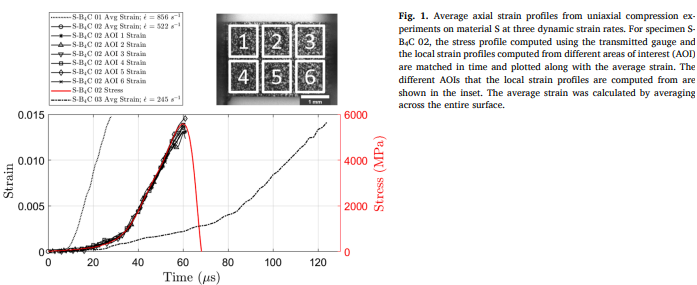 S-B₄C 01 Avg Strain; ε̇ = 856 s⁻¹
S-B₄C 02 Avg Strain; ε̇ = 522 s⁻¹
S-B₄C 02 AOI 1 Strain
S-B₄C 02 AOI 2 Strain
S-B₄C 02 AOI 3 Strain
S-B₄C 02 AOI 4 Strain
S-B₄C 02 AOI 5 Strain
S-B₄C 02 AOI 6 Strain
S-B₄C 02 Stress
S-B₄C 03 Avg Strain; ε̇ = 245 s⁻¹
1 2 3
4 5 6
1 mm
0.015
0.010
0.005
0
Strain
6000
4000
2000
0
Stress (MPa)
0 20 40 60 80 100 120
Time (μs)
Fig. 1. Average axial strain profiles from uniaxial compression ex-
periments on material S at three dynamic strain rates. For specimen S-
B₄C 02, the stress profile computed using the transmitted gauge and
the local strain profiles computed from different areas of interest (AOI)
are matched in time and plotted along with the average strain. The
different AOIs that the local strain profiles are computed from are
shown in the inset. The average strain was calculated by averaging
across the entire surface.